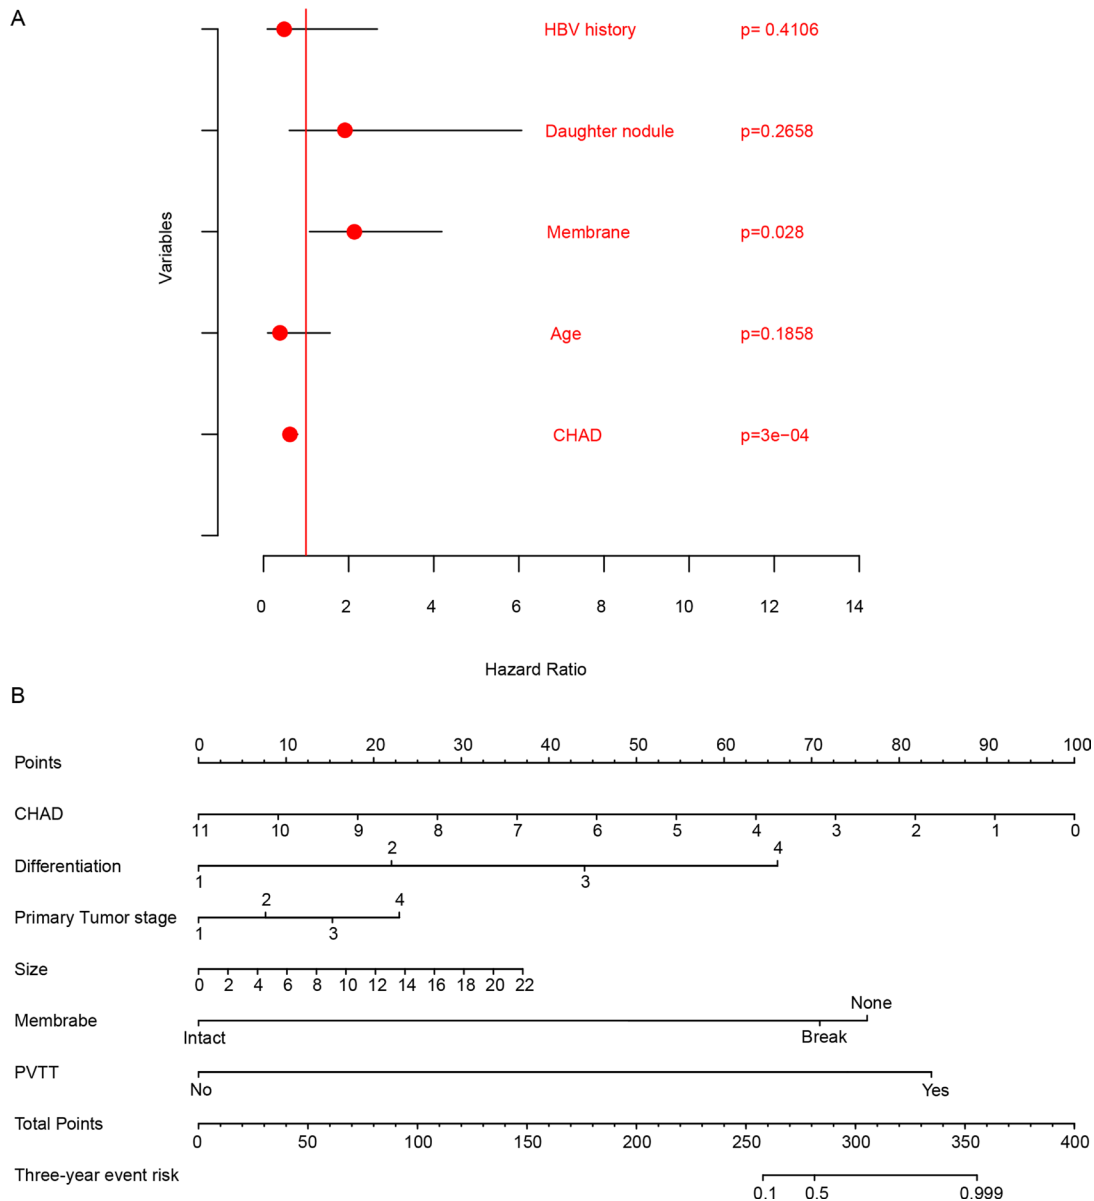 A
HBV history p= 0.4106
Daughter nodule p=0.2658
Membrane p=0.028
Age p=0.1858
CHAD p=3e−04
Variables
0 2 4 6 8 10 12 14
Hazard Ratio
B
0 10 20 30 40 50 60 70 80 90 100
Points
CHAD
11 10 9 8 7 6 5 4 3 2 1 0
2 4
Differentiation
1 3
2 4
Primary Tumor stage
1 3
Size
0 2 4 6 8 10 12 14 16 18 20 22
None
Membrabe
Intact Break
PVTT
No Yes
Total Points
0 50 100 150 200 250 300 350 400
Three-year event risk
0.1 0.5 0.999